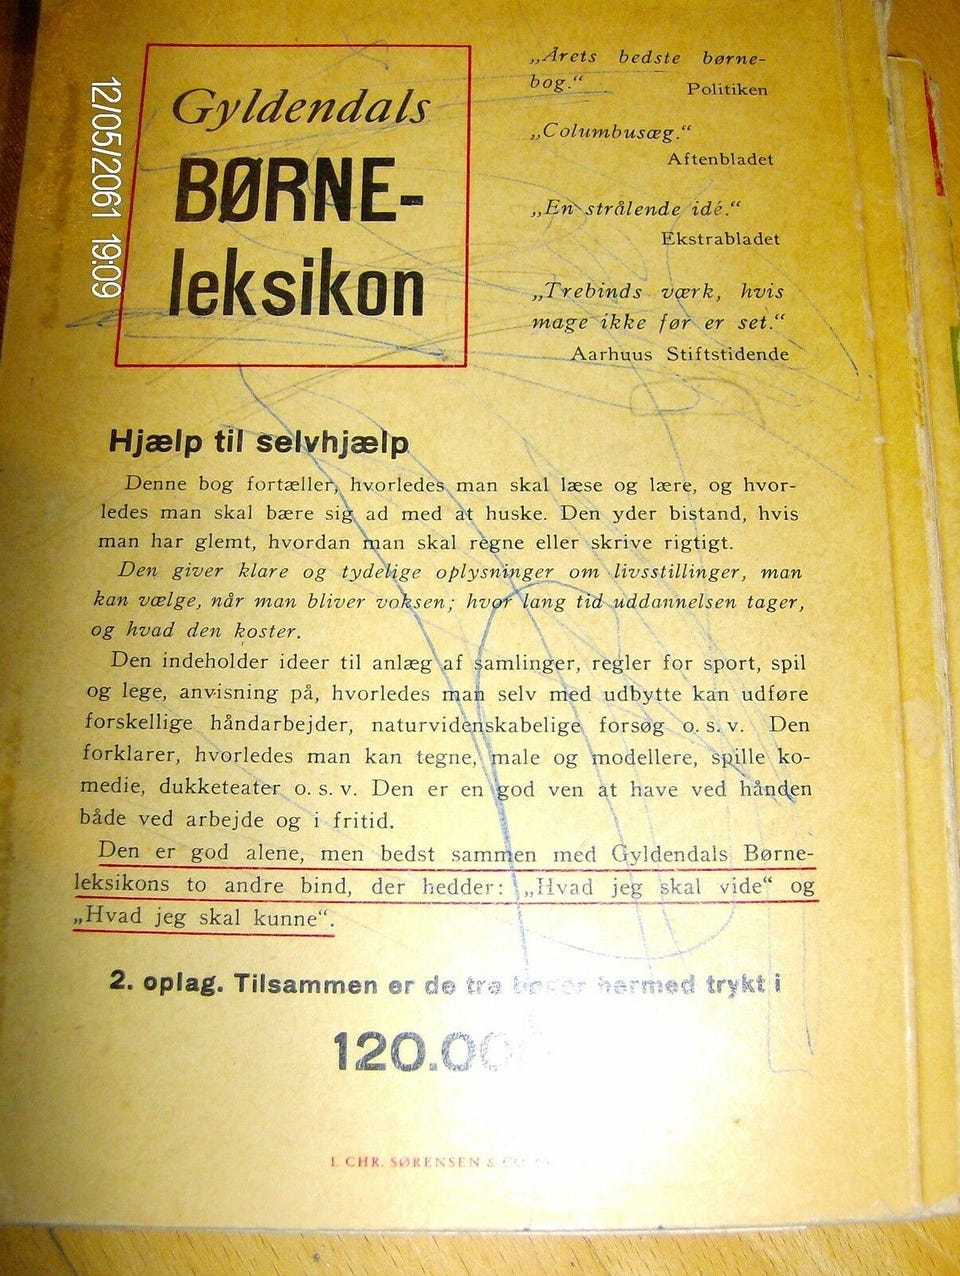 12/05/2061 19:09
Gyldendals
BØRNE-
leksikon
„Årets bedste børne-
bog.“
Politiken
„Columbusæg.“
Aftenbladet
„En strålende idé.“
Ekstrabladet
„Trebinds værk, hvis
mage ikke før er set.“
Aarhuus Stiftstidende
Hjælp til selvhjælp
Denne bog fortæller, hvorledes man skal læse og lære, og hvor-
ledes man skal bære sig ad med at huske. Den yder bistand, hvis
man har glemt, hvordan man skal regne eller skrive rigtigt.
Den giver klare og tydelige oplysninger om livsstillinger, man
kan vælge, når man bliver voksen; hvor lang tid uddannelsen tager,
og hvad den koster.
Den indeholder ideer til anlæg af samlinger, regler for sport, spil
og lege, anvisning på, hvorledes man selv med udbytte kan udføre
forskellige håndarbejder, naturvidenskabelige forsøg o. s. v. Den
forklarer, hvorledes man kan tegne, male og modellere, spille ko-
medie, dukketeater o. s. v. Den er en god ven at have ved hånden
både ved arbejde og i fritid.
Den er god alene, men bedst sammen med Gyldendals Børne-
leksikons to andre bind, der hedder: „Hvad jeg skal vide“ og
„Hvad jeg skal kunne“.
2. oplag. Tilsammen er de tre bøger hermed trykt i
120.00
I. CHR. SØRENSEN & CO.